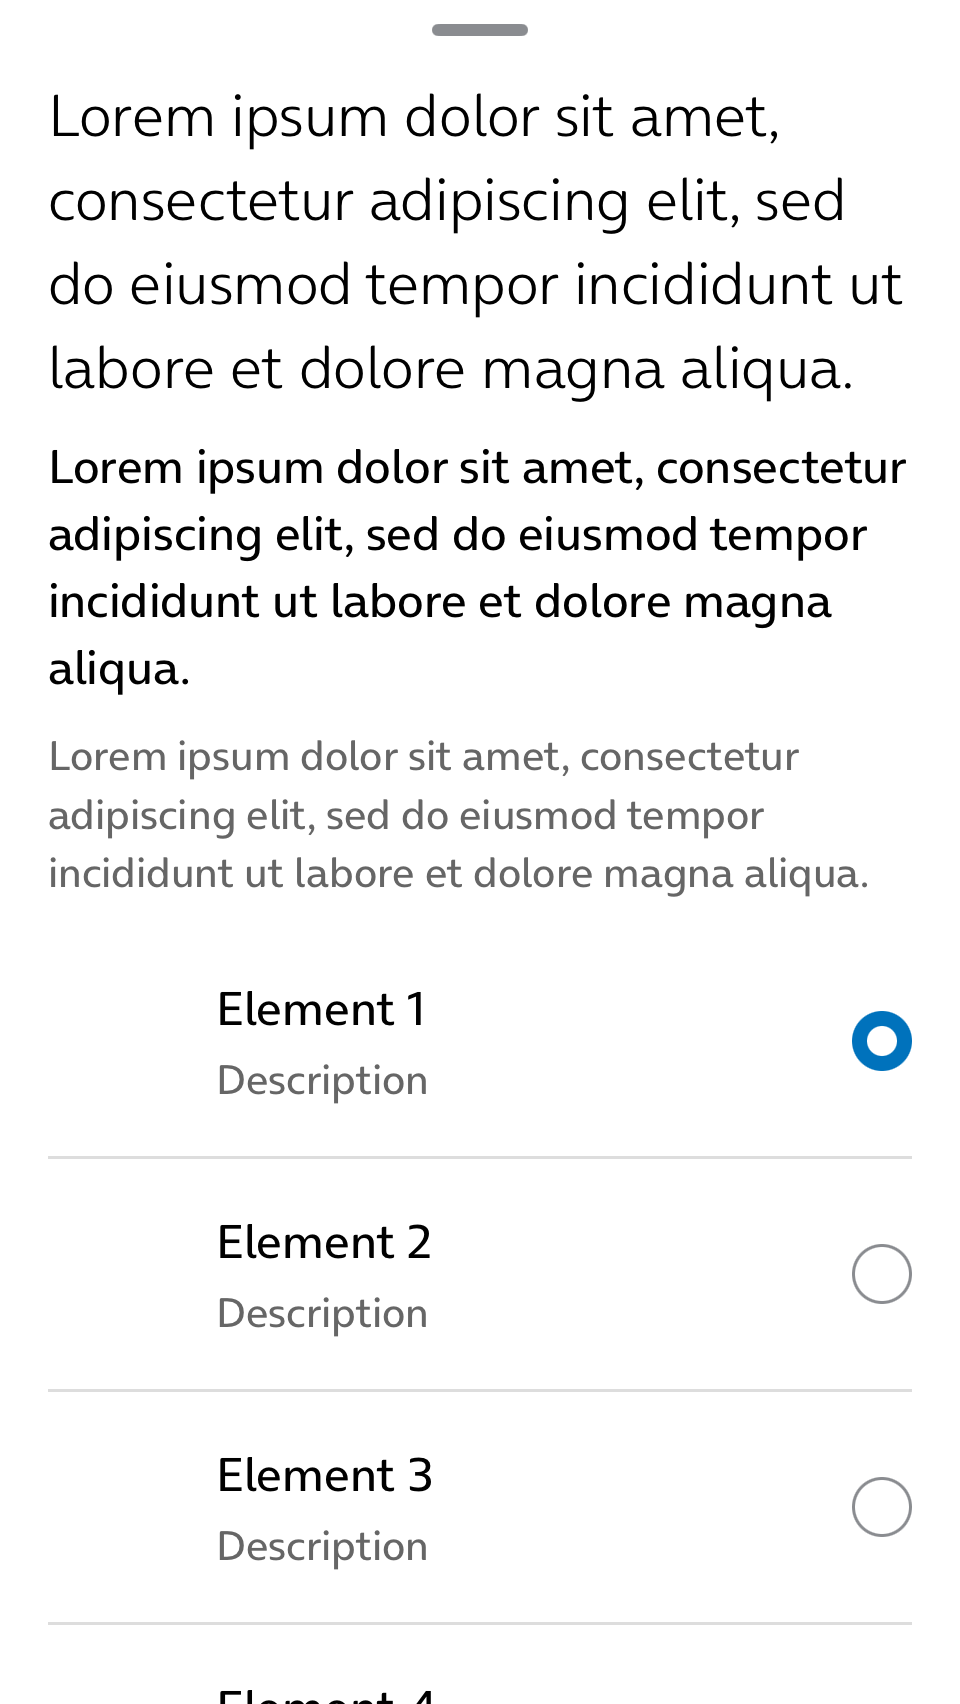 Lorem ipsum dolor sit amet,
consectetur adipiscing elit, sed
do eiusmod tempor incididunt ut
labore et dolore magna aliqua.
Lorem ipsum dolor sit amet, consectetur
adipiscing elit, sed do eiusmod tempor
incididunt ut labore et dolore magna
aliqua.
Lorem ipsum dolor sit amet, consectetur
adipiscing elit, sed do eiusmod tempor
incididunt ut labore et dolore magna aliqua.
Element 1
Description
Element 2
Description
Element 3
Description
Element 4